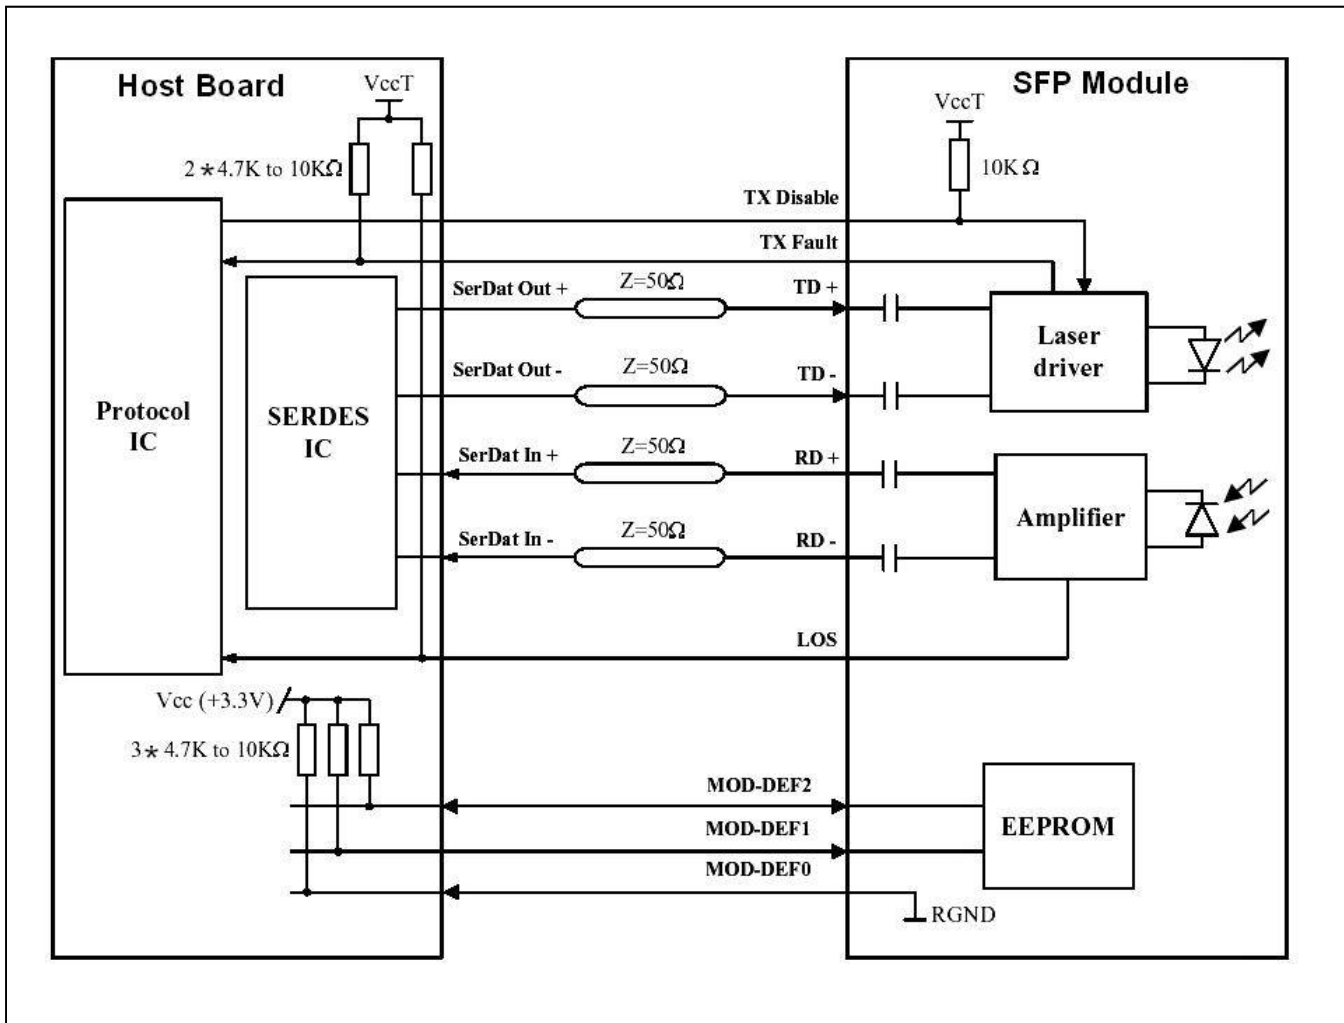 Host Board
SFP Module
VccT
VccT
2*4.7K to 10KΩ
10KΩ
TX Disable
TX Fault
SerDat Out +
Z=50Ω
TD +
Laser
driver
SerDat Out -
Z=50Ω
TD -
Protocol
IC
SERDES
IC
SerDat In +
Z=50Ω
RD +
Amplifier
SerDat In -
Z=50Ω
RD -
LOS
Vcc (+3.3V)
3*4.7K to 10KΩ
MOD-DEF2
MOD-DEF1
EEPROM
MOD-DEF0
RGND